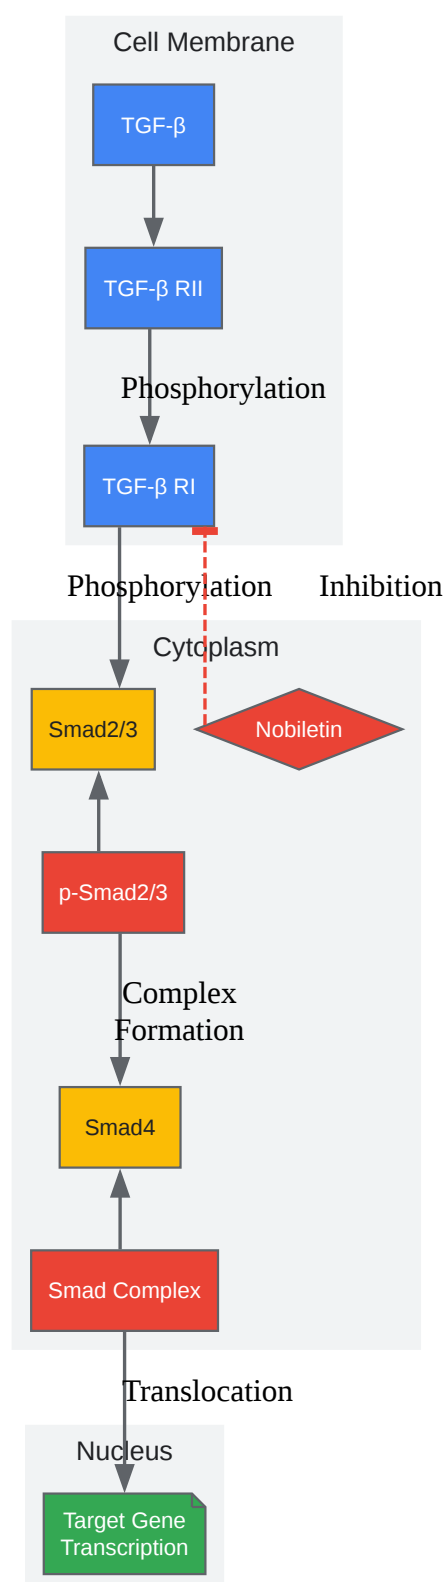 Cell Membrane
TGF-β
TGF-β RII
Phosphorylation
TGF-β RI
Phosphorylation
Inhibition
Cytoplasm
Smad2/3
Nobiletin
p-Smad2/3
Complex
Formation
Smad4
Smad Complex
Translocation
Nucleus
Target Gene
Transcription